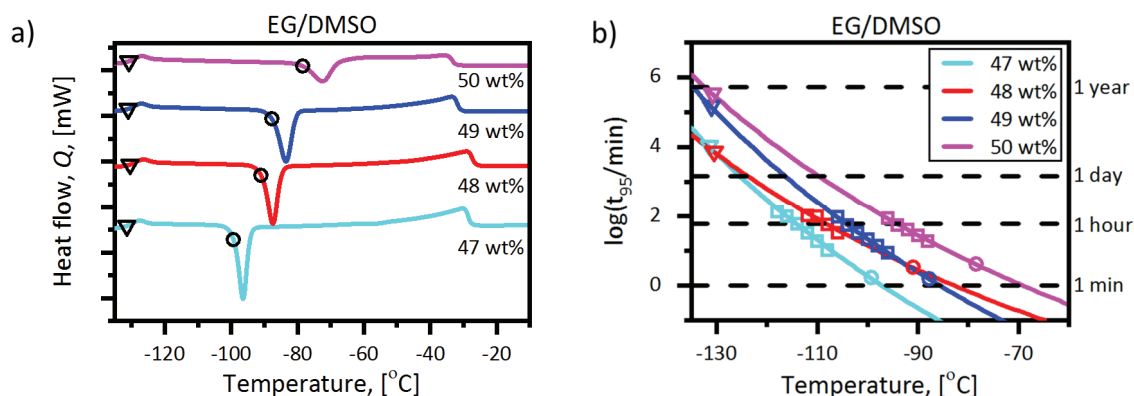 a)
EG/DMSO
Heat flow, Q, [mW]
50 wt%
49 wt%
48 wt%
47 wt%
-120 -100 -80 -60 -40 -20
Temperature, [°C]
b)
EG/DMSO
log(t95/min)
6
4
2
0
47 wt%
48 wt%
49 wt%
50 wt%
1 year
1 day
1 hour
1 min
-130 -110 -90 -70
Temperature, [°C]